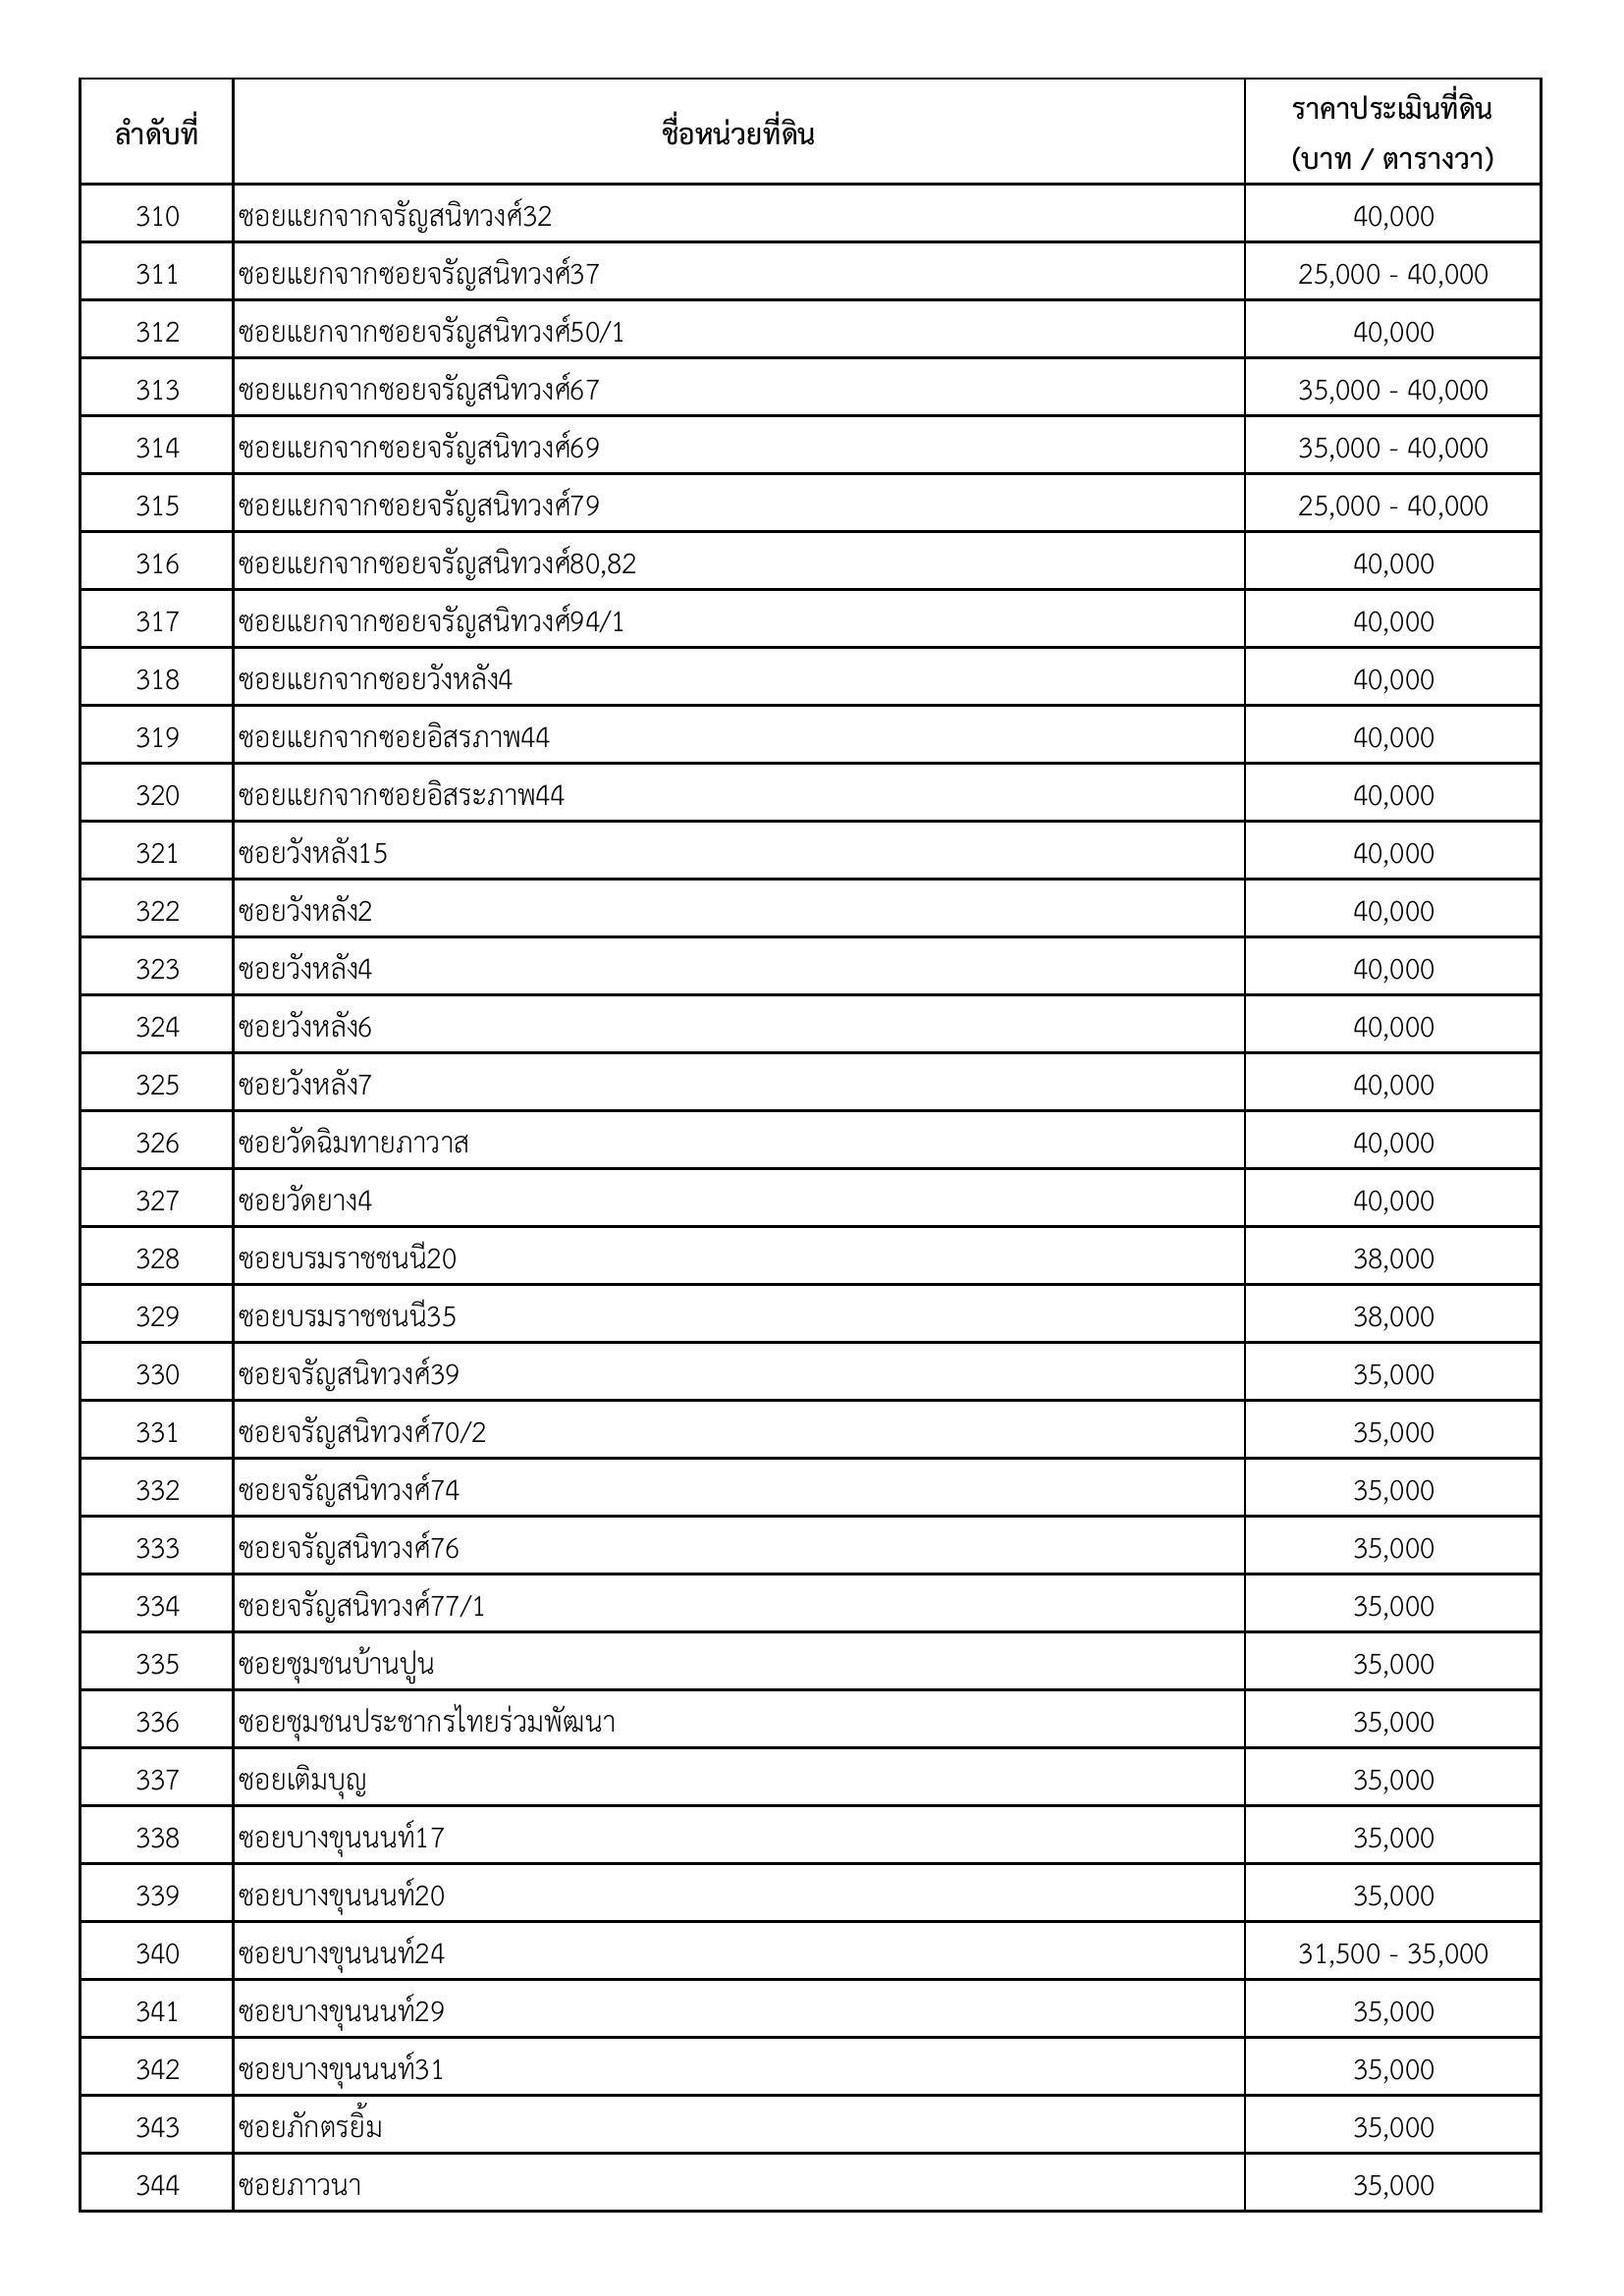 ลำดับที่ ชื่อหน่วยที่ดิน ราคาประเมินที่ดิน
(บาท / ตารางวา)
310 ซอยแยกจากจรัญสนิทวงศ์32 40,000
311 ซอยแยกจากซอยจรัญสนิทวงศ์37 25,000 - 40,000
312 ซอยแยกจากซอยจรัญสนิทวงศ์50/1 40,000
313 ซอยแยกจากซอยจรัญสนิทวงศ์67 35,000 - 40,000
314 ซอยแยกจากซอยจรัญสนิทวงศ์69 35,000 - 40,000
315 ซอยแยกจากซอยจรัญสนิทวงศ์79 25,000 - 40,000
316 ซอยแยกจากซอยจรัญสนิทวงศ์80,82 40,000
317 ซอยแยกจากซอยจรัญสนิทวงศ์94/1 40,000
318 ซอยแยกจากซอยวังหลัง4 40,000
319 ซอยแยกจากซอยอิสรภาพ44 40,000
320 ซอยแยกจากซอยอิสระภาพ44 40,000
321 ซอยวังหลัง15 40,000
322 ซอยวังหลัง2 40,000
323 ซอยวังหลัง4 40,000
324 ซอยวังหลัง6 40,000
325 ซอยวังหลัง7 40,000
326 ซอยวัดฉิมทายภาวาส 40,000
327 ซอยวัดยาง4 40,000
328 ซอยบรมราชชนนี20 38,000
329 ซอยบรมราชชนนี35 38,000
330 ซอยจรัญสนิทวงศ์39 35,000
331 ซอยจรัญสนิทวงศ์70/2 35,000
332 ซอยจรัญสนิทวงศ์74 35,000
333 ซอยจรัญสนิทวงศ์76 35,000
334 ซอยจรัญสนิทวงศ์77/1 35,000
335 ซอยชุมชนบ้านปูน 35,000
336 ซอยชุมชนประชากรไทยร่วมพัฒนา 35,000
337 ซอยเติมบุญ 35,000
338 ซอยบางขุนนนท์17 35,000
339 ซอยบางขุนนนท์20 35,000
340 ซอยบางขุนนนท์24 31,500 - 35,000
341 ซอยบางขุนนนท์29 35,000
342 ซอยบางขุนนนท์31 35,000
343 ซอยภักตรยิ้ม 35,000
344 ซอยภาวนา 35,000